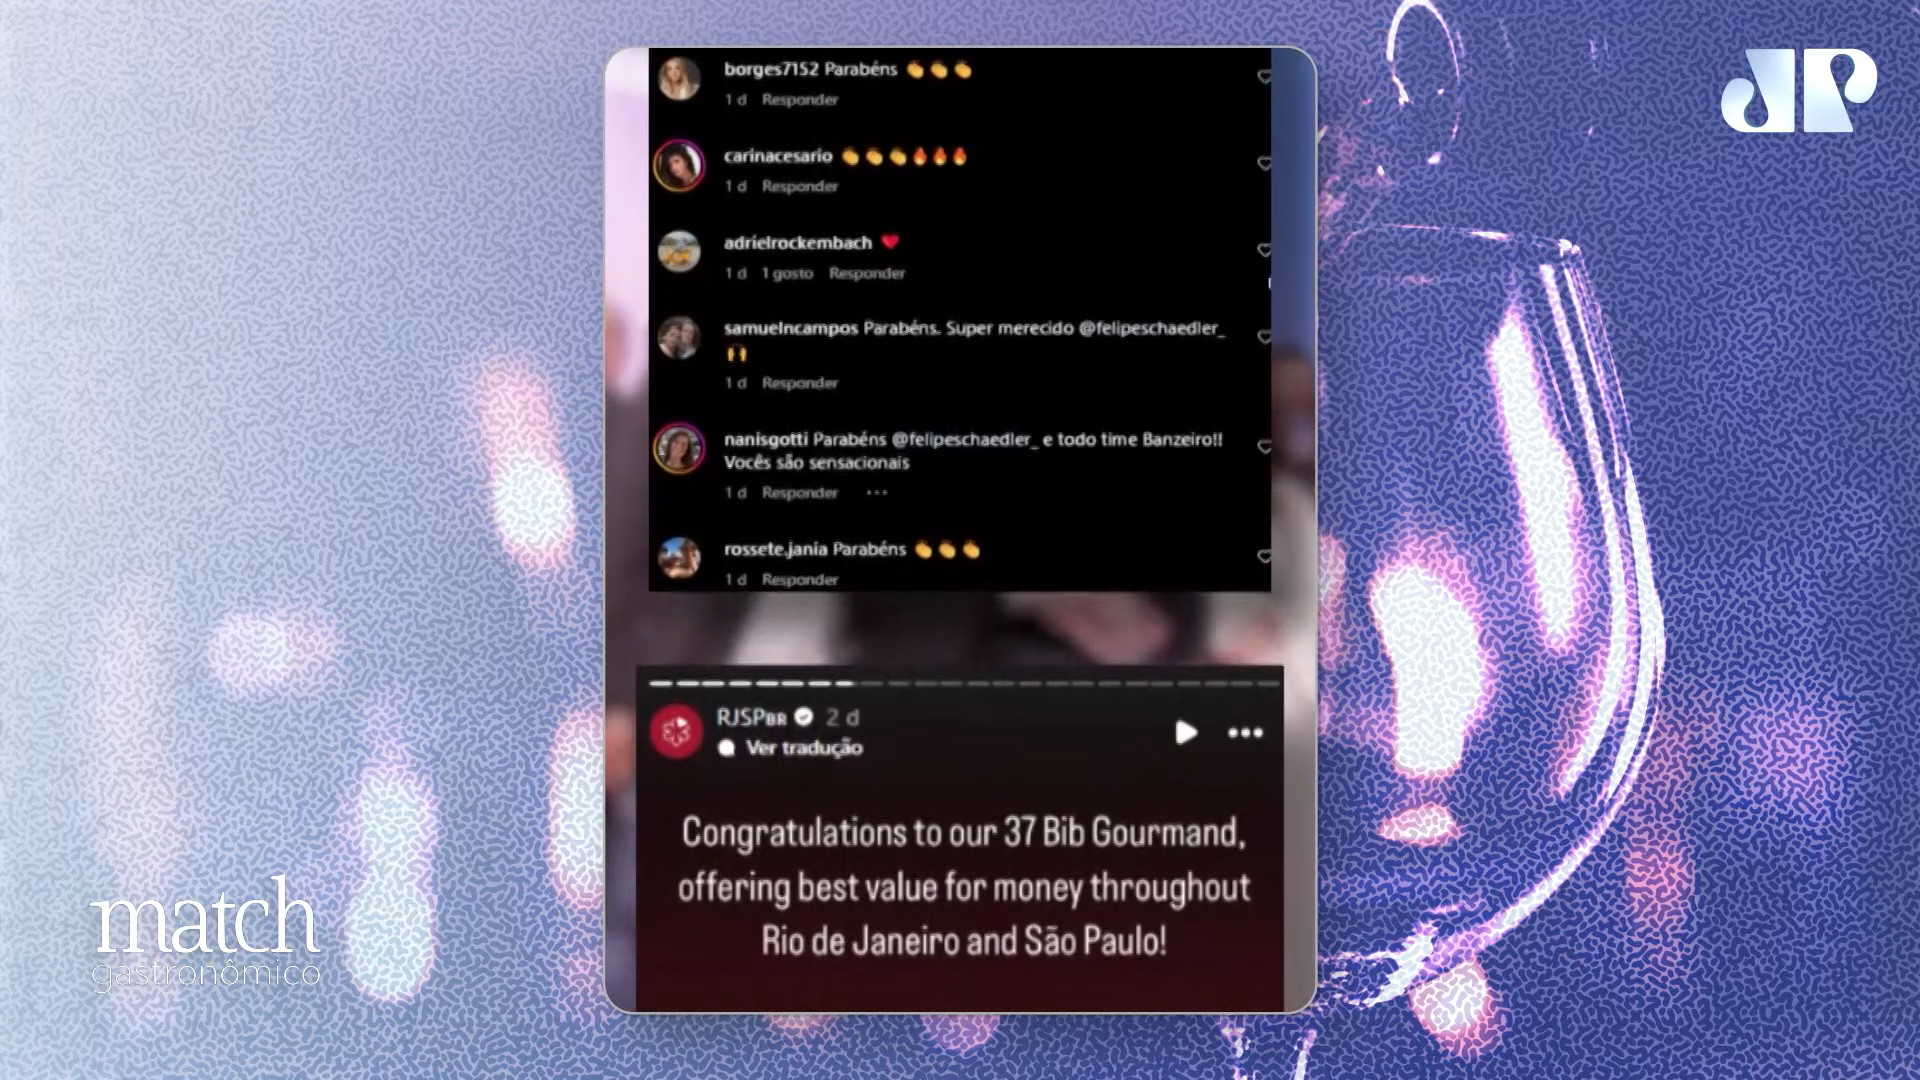 JP
borges7152 Parabéns 👏👏👏
1 d Responder
carinacesario 👏👏👏🔥🔥🔥
1 d Responder
adrielrockembach ❤️
1 d 1 gosto Responder
samuelncampos Parabéns. Super merecido @felipeschaedler_
🙌
1 d Responder
nanisgotti Parabéns @felipeschaedler_ e todo time Banzeiro!!
Vocês são sensacionais
1 d Responder ...
rossete.jania Parabéns 👏👏👏
1 d Responder
RJSPBR 2 d
Ver tradução
Congratulations to our 37 Bib Gourmand,
offering best value for money throughout
Rio de Janeiro and São Paulo!
match
gastronômico